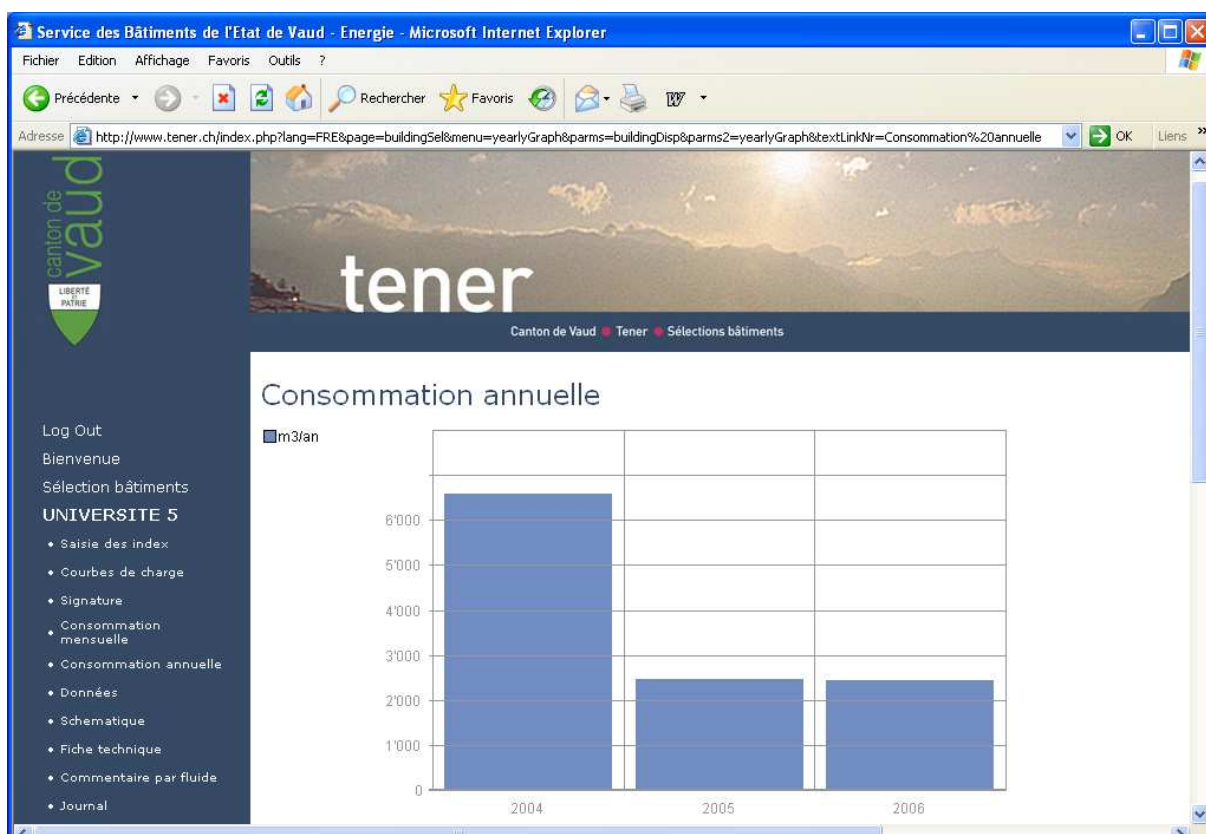 Service des Bâtiments de l'Etat de Vaud - Energie - Microsoft Internet Explorer
Fichier Edition Affichage Favoris Outils ?
Précédente Rechercher Favoris
Adresse http://www.tener.ch/index.php?lang=FRE&page=buildingSel&menu=yearlyGraph&parms=buildingDisp&parms2=yearlyGraph&textLinkNr=Consommation%20annuelle OK Liens »
canton de
vaud
LIBERTÉ
ET
PATRIE
tener
Canton de Vaud Tener Sélections bâtiments
Log Out
Bienvenue
Sélection bâtiments
UNIVERSITE 5
• Saisie des index
• Courbes de charge
• Signature
• Consommation
mensuelle
• Consommation annuelle
• Données
• Schematique
• Fiche technique
• Commentaire par fluide
• Journal
Consommation annuelle
m3/an
6'000
5'000
4'000
3'000
2'000
1'000
0
2004 2005 2006